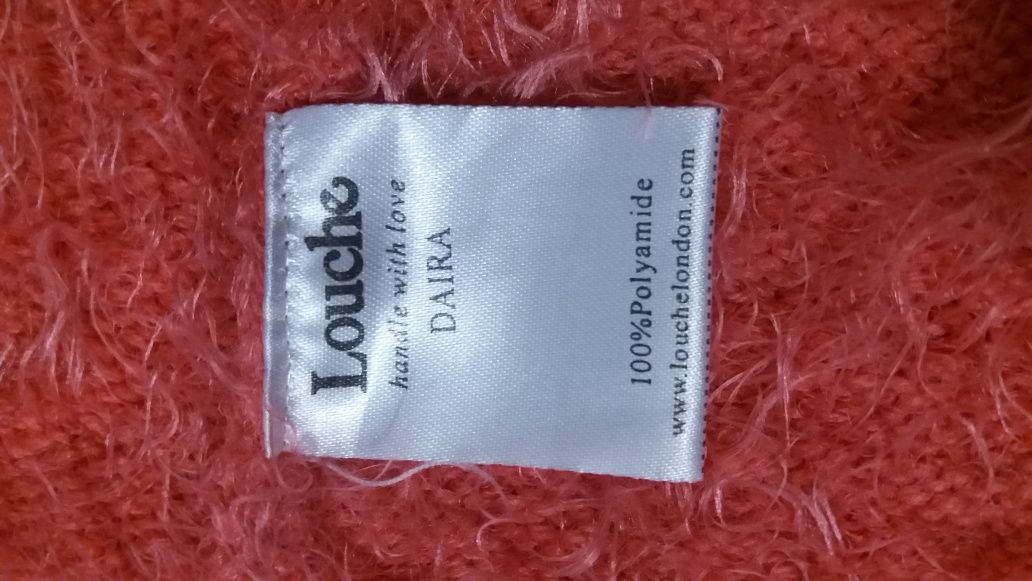 Louche
handle with love
DAIRA
100%Polyamide
www.louchelondon.com